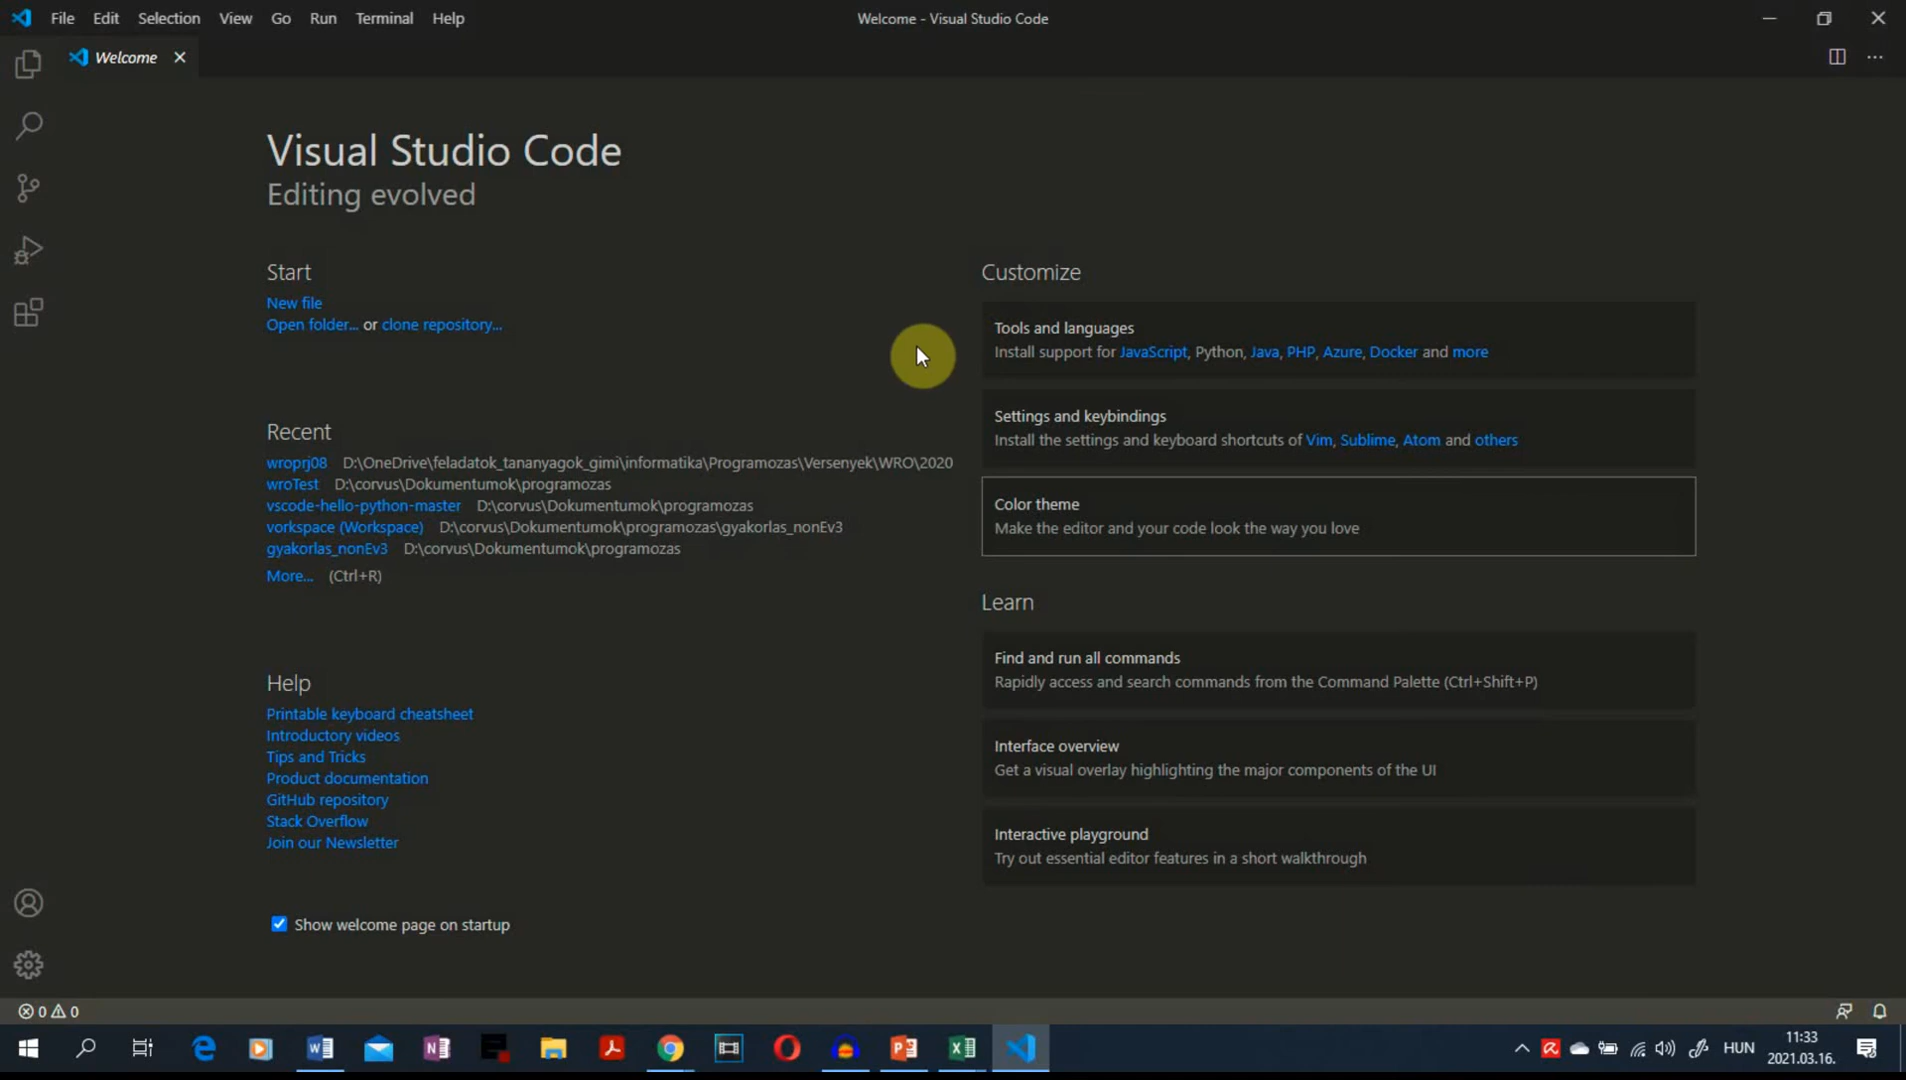 File Edit Selection View Go Run Terminal Help
Welcome - Visual Studio Code
Welcome
Visual Studio Code
Editing evolved
Start
New file
Open folder... or clone repository...
Recent
wroprj08 D:\OneDrive\feladatok_tananyagok_gimi\informatika\Programozas\Versenyek\WRO\2020
wroTest D:\corvus\Dokumentumok\programozas
vscode-hello-python-master D:\corvus\Dokumentumok\programozas
vorkspace (Workspace) D:\corvus\Dokumentumok\programozas\gyakorlas_nonEv3
gyakorlas_nonEv3 D:\corvus\Dokumentumok\programozas
More... (Ctrl+R)
Help
Printable keyboard cheatsheet
Introductory videos
Tips and Tricks
Product documentation
GitHub repository
Stack Overflow
Join our Newsletter
Show welcome page on startup
Customize
Tools and languages
Install support for JavaScript, Python, Java, PHP, Azure, Docker and more
Settings and keybindings
Install the settings and keyboard shortcuts of Vim, Sublime, Atom and others
Color theme
Make the editor and your code look the way you love
Learn
Find and run all commands
Rapidly access and search commands from the Command Palette (Ctrl+Shift+P)
Interface overview
Get a visual overlay highlighting the major components of the UI
Interactive playground
Try out essential editor features in a short walkthrough
0 0
HUN
11:33
2021.03.16.